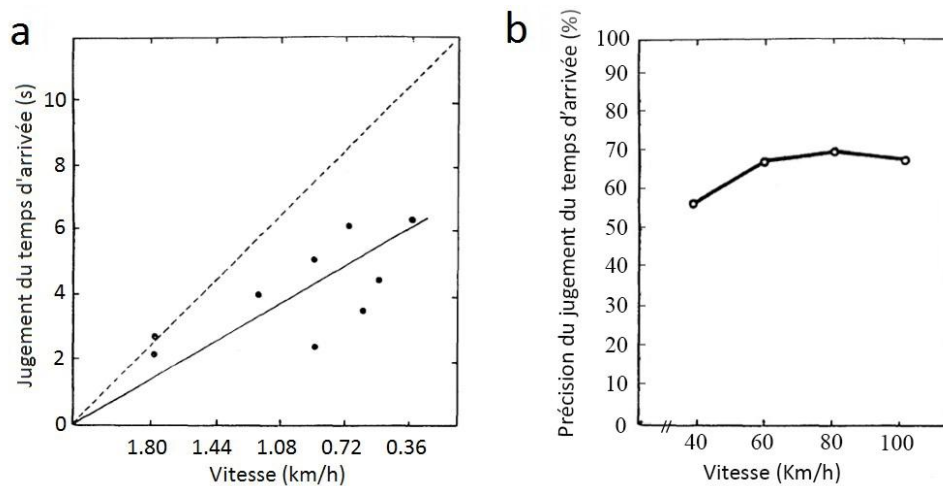 a
Jugement du temps d'arrivée (s)
10
8
6
4
2
0
1.80 1.44 1.08 0.72 0.36
Vitesse (Km/h)
b
Précision du jugement du temps d'arrivée (%)
100
90
80
70
60
50
40
30
20
10
0
40 60 80 100
Vitesse (Km/h)